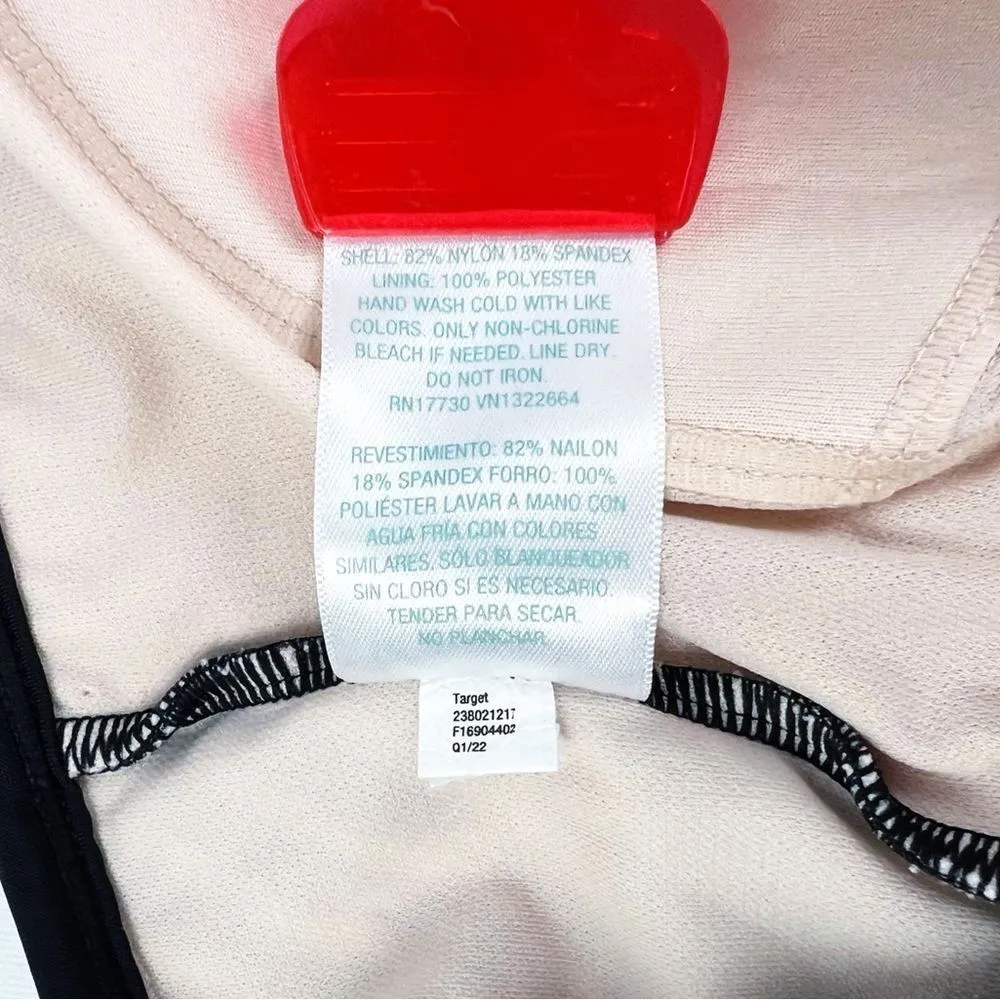 SHELL: 82% NYLON 18% SPANDEX
LINING: 100% POLYESTER
HAND WASH COLD WITH LIKE
COLORS. ONLY NON-CHLORINE
BLEACH IF NEEDED. LINE DRY.
DO NOT IRON.
RN17730 VN1322664
REVESTIMIENTO: 82% NAILON
18% SPANDEX FORRO: 100%
POLIÉSTER LAVAR A MANO CON
AGUA FRÍA CON COLORES
SIMILARES. SÓLO BLANQUEADOR
SIN CLORO SI ES NECESARIO.
TENDER PARA SECAR.
NO PLANCHAR.
Target
238021217
F16904402
Q1/22